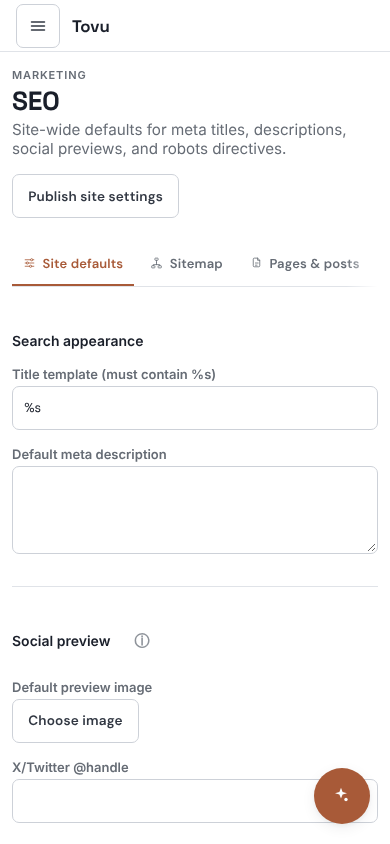 Tovu
MARKETING
SEO
Site-wide defaults for meta titles, descriptions,
social previews, and robots directives.
Publish site settings
Site defaults
Sitemap
Pages & posts
Search appearance
Title template (must contain %s)
%s
Default meta description
Social preview
Default preview image
Choose image
X/Twitter @handle